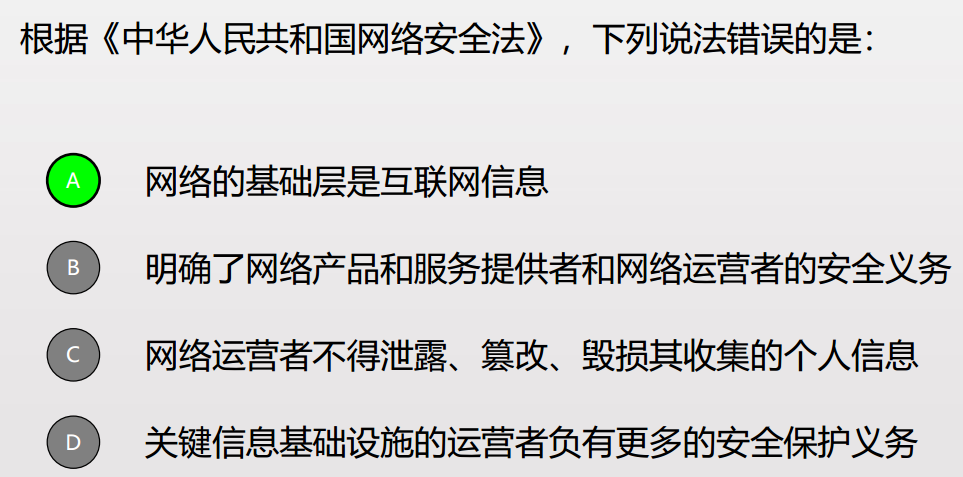 根据《中华人民共和国网络安全法》，下列说法错误的是：
A 网络的基础层是互联网信息
B 明确了网络产品和服务提供者和网络运营者的安全义务
C 网络运营者不得泄露、篡改、毁损其收集的个人信息
D 关键信息基础设施的运营者负有更多的安全保护义务